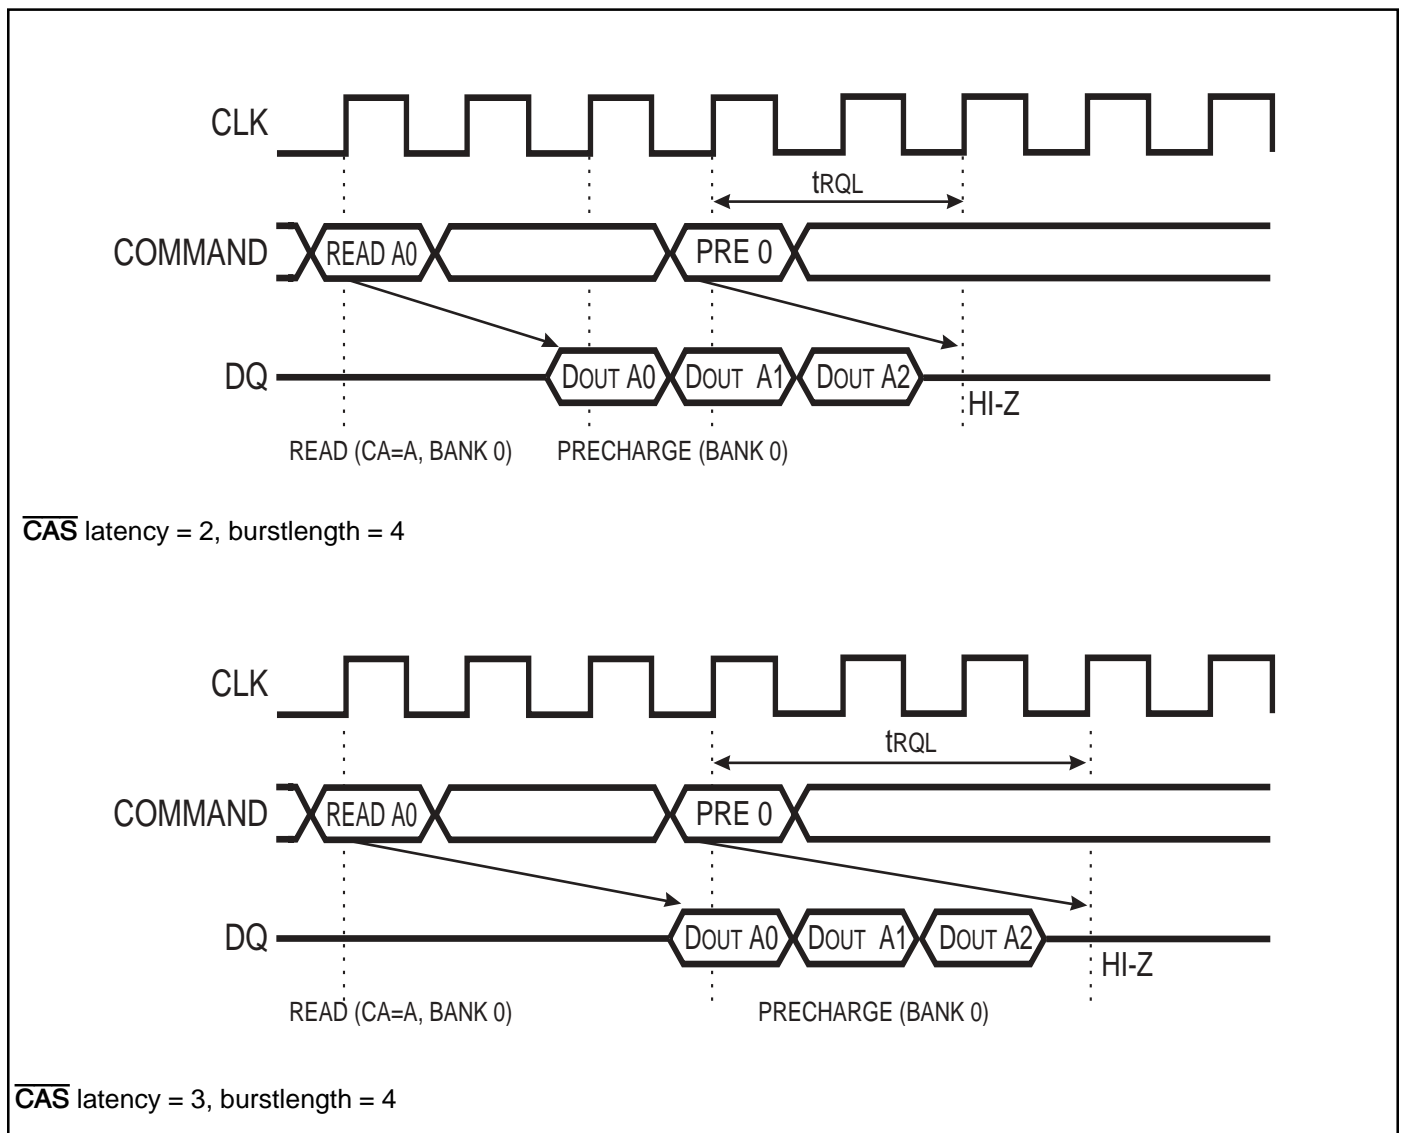 CLK
tRQL
COMMAND READ A0 PRE 0
DQ DOUT A0 DOUT A1 DOUT A2
HI-Z
READ (CA=A, BANK 0) PRECHARGE (BANK 0)
CAS latency = 2, burstlength = 4
CLK
tRQL
COMMAND READ A0 PRE 0
DQ DOUT A0 DOUT A1 DOUT A2
HI-Z
READ (CA=A, BANK 0) PRECHARGE (BANK 0)
CAS latency = 3, burstlength = 4